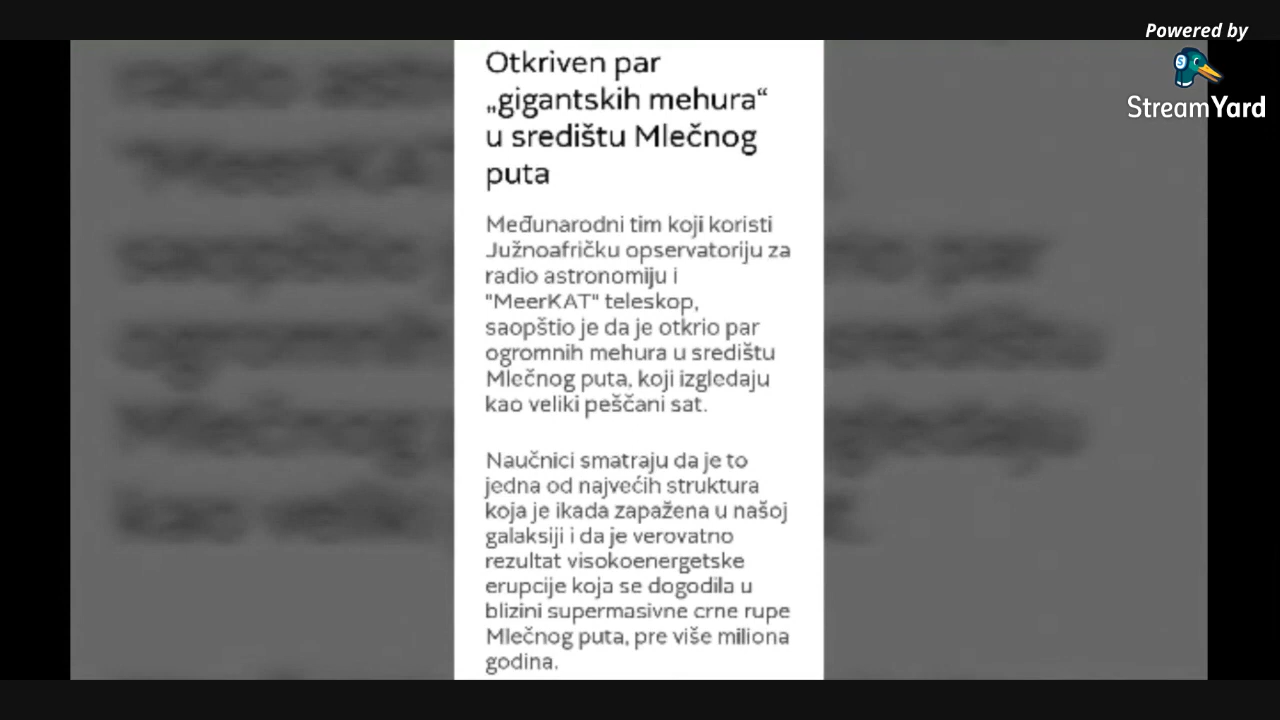 Powered by
StreamYard
Otkriven par
„gigantskih mehura“
u središtu Mlečnog
puta
Međunarodni tim koji koristi
Južnoafričku opservatoriju za
radio astronomiju i
"MeerKAT" teleskop,
saopštio je da je otkrio par
ogromnih mehura u središtu
Mlečnog puta, koji izgledaju
kao veliki peščani sat.
Naučnici smatraju da je to
jedna od najvećih struktura
koja je ikada zapažena u našoj
galaksiji i da je verovatno
rezultat visokoenergetske
erupcije koja se dogodila u
blizini supermasivne crne rupe
Mlečnog puta, pre više miliona
godina.